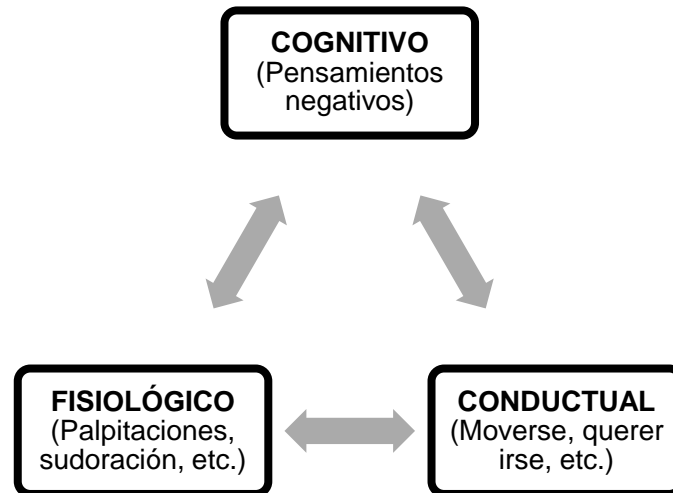 COGNITIVO
(Pensamientos
negativos)
FISIOLÓGICO
(Palpitaciones,
sudoración, etc.)
CONDUCTUAL
(Moverse, querer
irse, etc.)